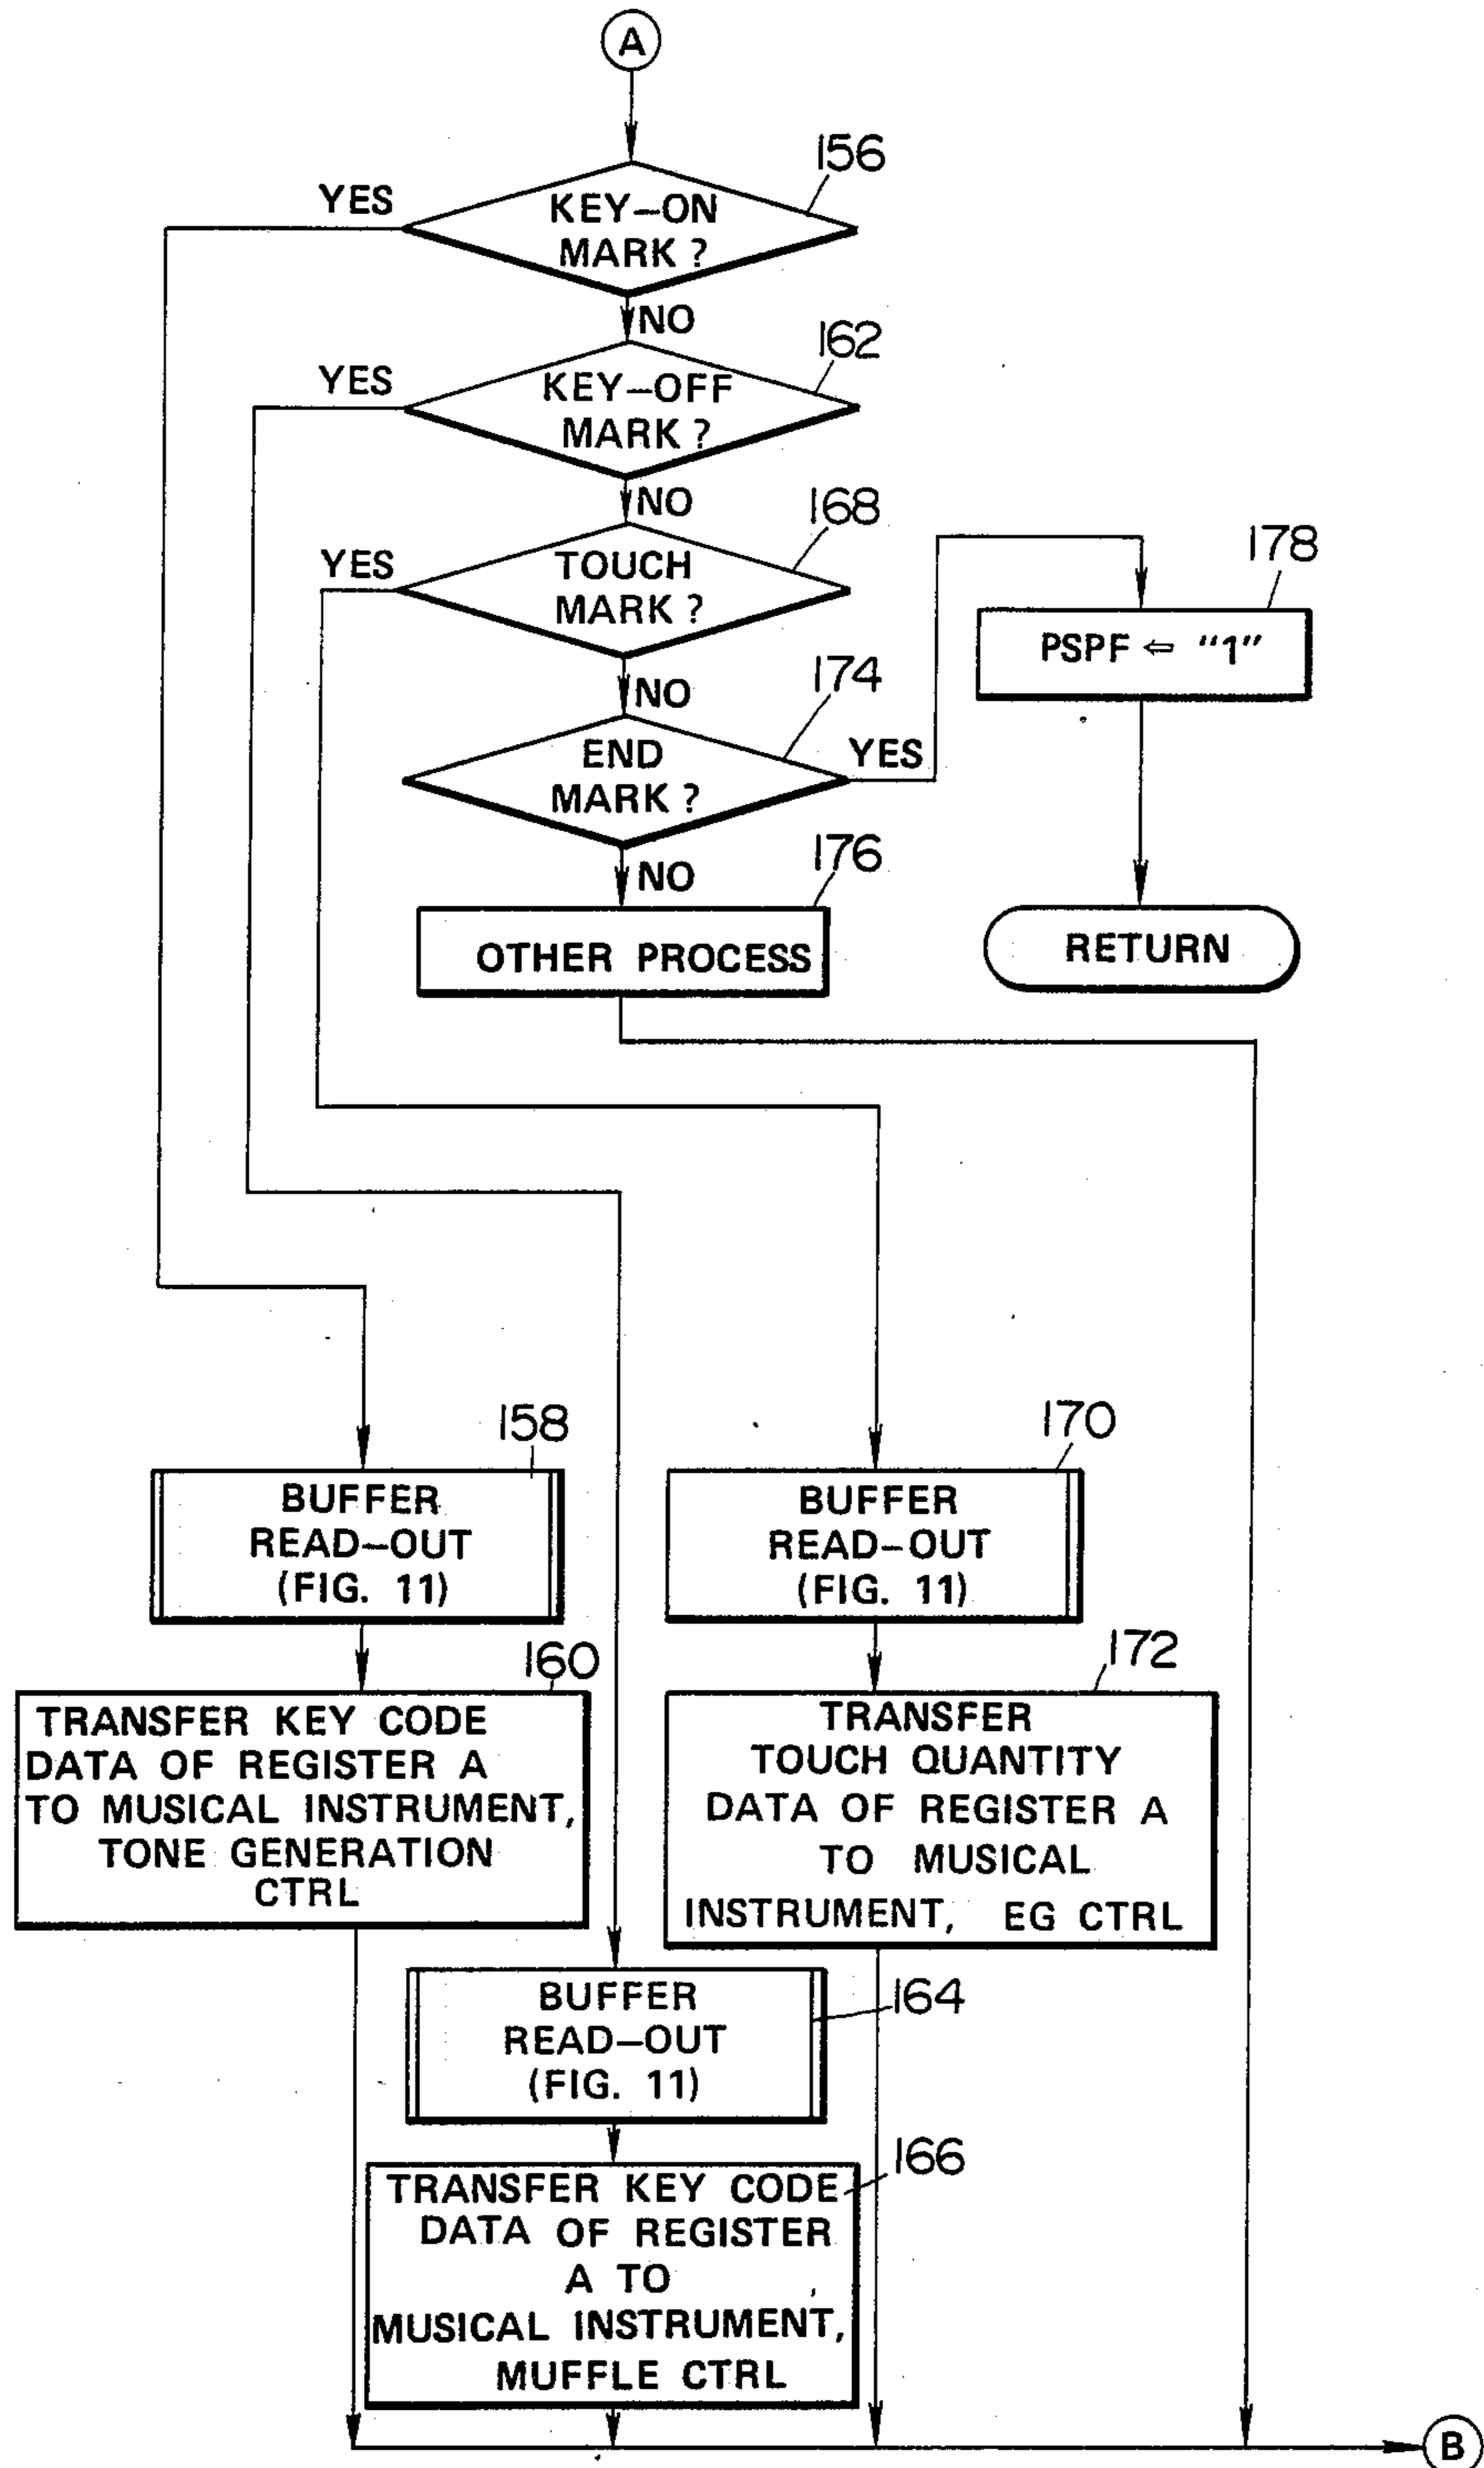 A
156
YES
KEY–ON
MARK ?
NO
162
YES
KEY–OFF
MARK ?
NO
168
YES
TOUCH
MARK ?
178
PSPF ⇐ “1”
NO
174
END
MARK ?
YES
176
NO
OTHER PROCESS
RETURN
158
BUFFER
READ–OUT
(FIG. 11)
170
BUFFER
READ–OUT
(FIG. 11)
160
TRANSFER KEY CODE
DATA OF REGISTER A
TO MUSICAL INSTRUMENT,
TONE GENERATION
CTRL
172
TRANSFER
TOUCH QUANTITY
DATA OF REGISTER A
TO MUSICAL
INSTRUMENT, EG CTRL
164
BUFFER
READ–OUT
(FIG. 11)
166
TRANSFER KEY CODE
DATA OF REGISTER
A TO
MUSICAL INSTRUMENT,
MUFFLE CTRL
B